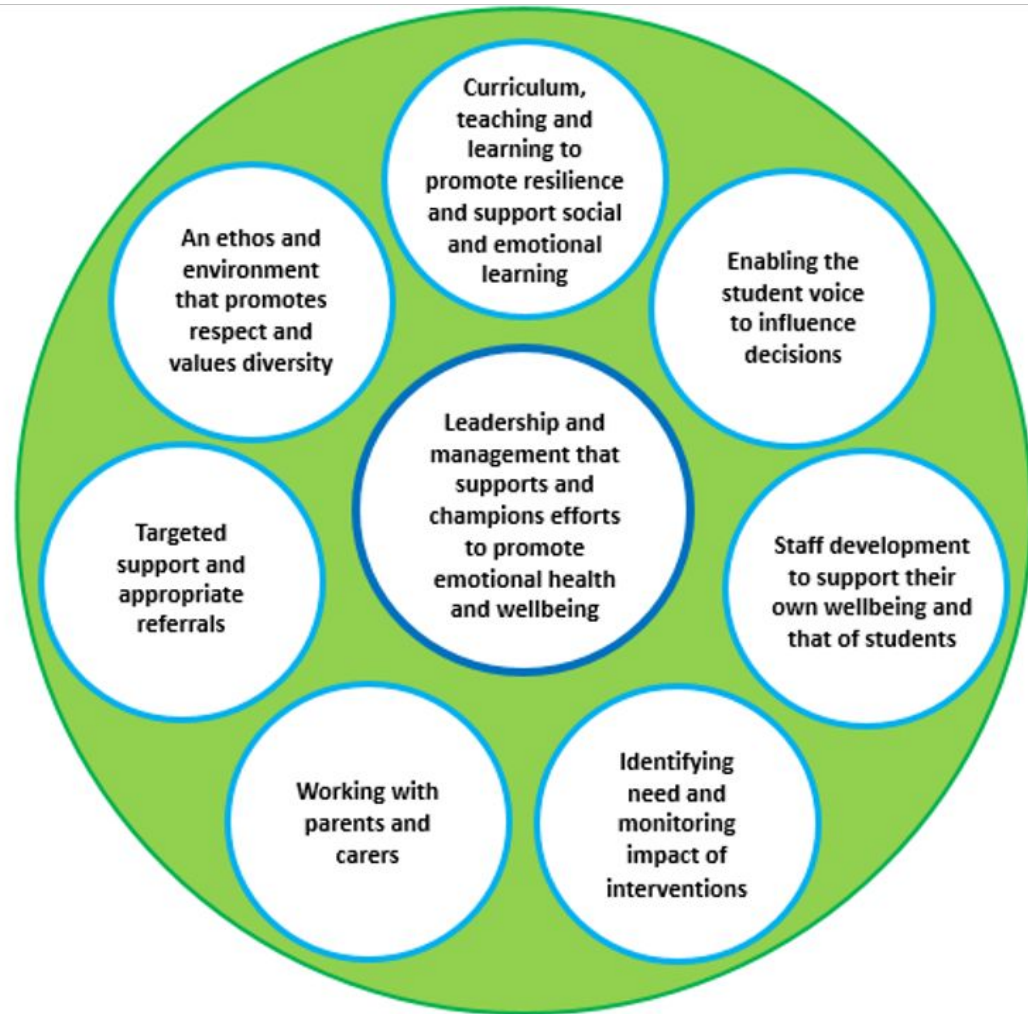 Curriculum,
teaching and
learning to
promote resilience
and support social
and emotional
learning
An ethos and
environment
that promotes
respect and
values diversity
Enabling the
student voice
to influence
decisions
Leadership and
management that
supports and
champions efforts
to promote
emotional health
and wellbeing
Targeted
support and
appropriate
referrals
Staff development
to support their
own wellbeing and
that of students
Working with
parents and
carers
Identifying
need and
monitoring
impact of
interventions